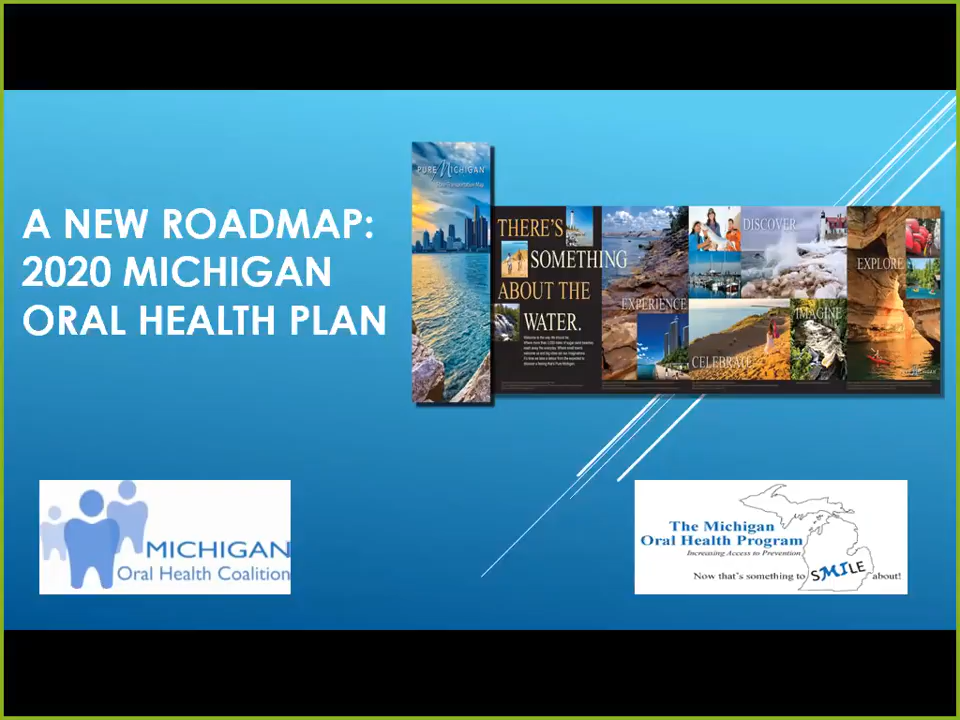 A NEW ROADMAP:
2020 MICHIGAN
ORAL HEALTH PLAN
PURE MICHIGAN
THERE'S
SOMETHING
ABOUT THE
WATER.
EXPERIENCE
DISCOVER
CELEBRATE
IMAGINE
EXPLORE
MICHIGAN
Oral Health Coalition
The Michigan
Oral Health Program
Increasing Access to Prevention
Now that's something to SMILE about!